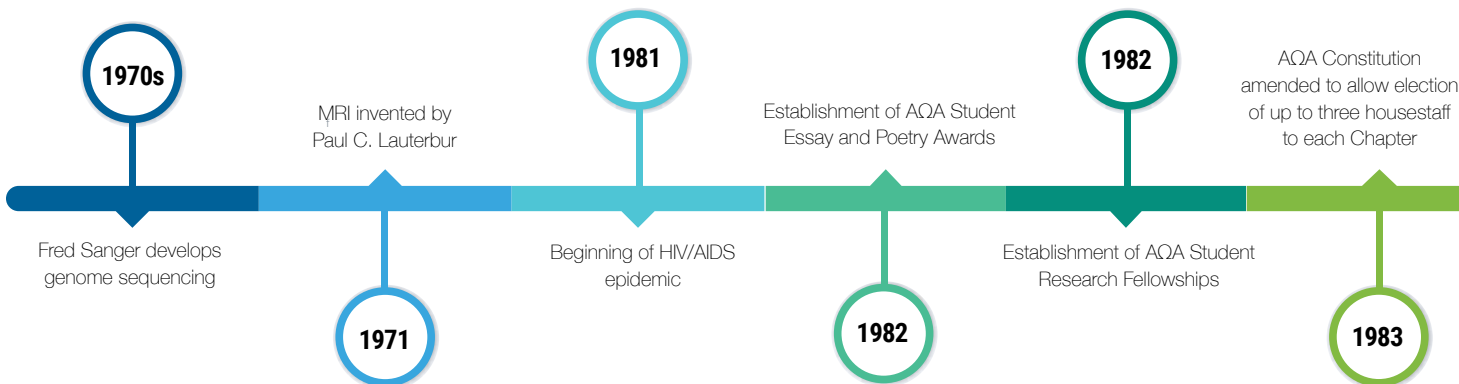 1970s
Fred Sanger develops
genome sequencing
MRI invented by
Paul C. Lauterbur
1971
1981
Beginning of HIV/AIDS
epidemic
Establishment of AΩA Student
Essay and Poetry Awards
1982
1982
Establishment of AΩA Student
Research Fellowships
AΩA Constitution
amended to allow election
of up to three housestaff
to each Chapter
1983